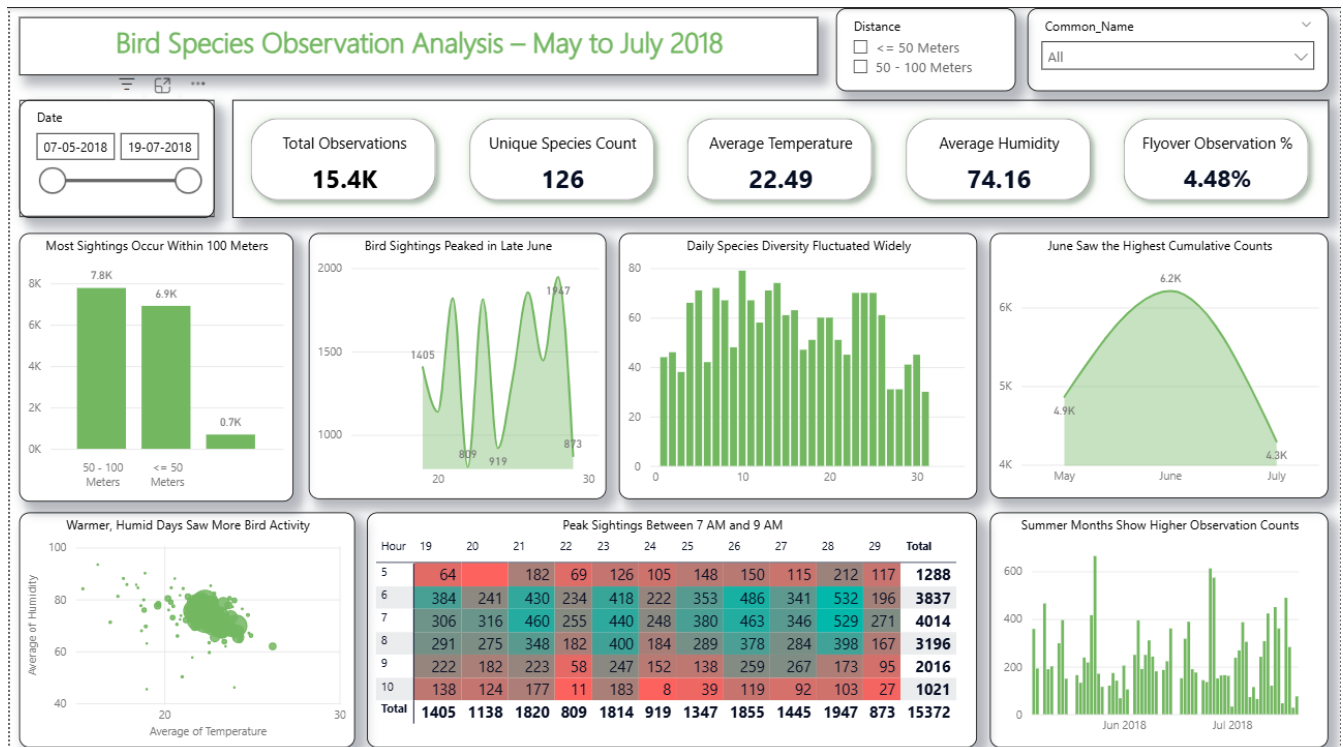 Bird Species Observation Analysis – May to July 2018
Distance
<= 50 Meters
50 - 100 Meters
Common_Name
All
Date
07-05-2018 19-07-2018
Total Observations
15.4K
Unique Species Count
126
Average Temperature
22.49
Average Humidity
74.16
Flyover Observation %
4.48%
Most Sightings Occur Within 100 Meters
8K
6K
4K
2K
0K
7.8K
6.9K
0.7K
50 - 100 Meters
<= 50 Meters
Bird Sightings Peaked in Late June
2000
1500
1000
1405
809
919
1947
873
20 30
Daily Species Diversity Fluctuated Widely
80
60
40
20
0
0 10 20 30
June Saw the Highest Cumulative Counts
6K
5K
4K
4.9K
6.2K
4.3K
May June July
Warmer, Humid Days Saw More Bird Activity
Average of Humidity
100
80
60
40
20 30
Average of Temperature
Peak Sightings Between 7 AM and 9 AM
Hour 19 20 21 22 23 24 25 26 27 28 29 Total
5 64 182 69 126 105 148 150 115 212 117 1288
6 384 241 430 234 418 222 353 486 341 532 196 3837
7 306 316 460 255 440 248 380 463 346 529 271 4014
8 291 275 348 182 400 184 289 378 284 398 167 3196
9 222 182 223 58 247 152 138 259 267 173 95 2016
10 138 124 177 11 183 8 39 119 92 103 27 1021
Total 1405 1138 1820 809 1814 919 1347 1855 1445 1947 873 15372
Summer Months Show Higher Observation Counts
600
400
200
0
Jun 2018 Jul 2018